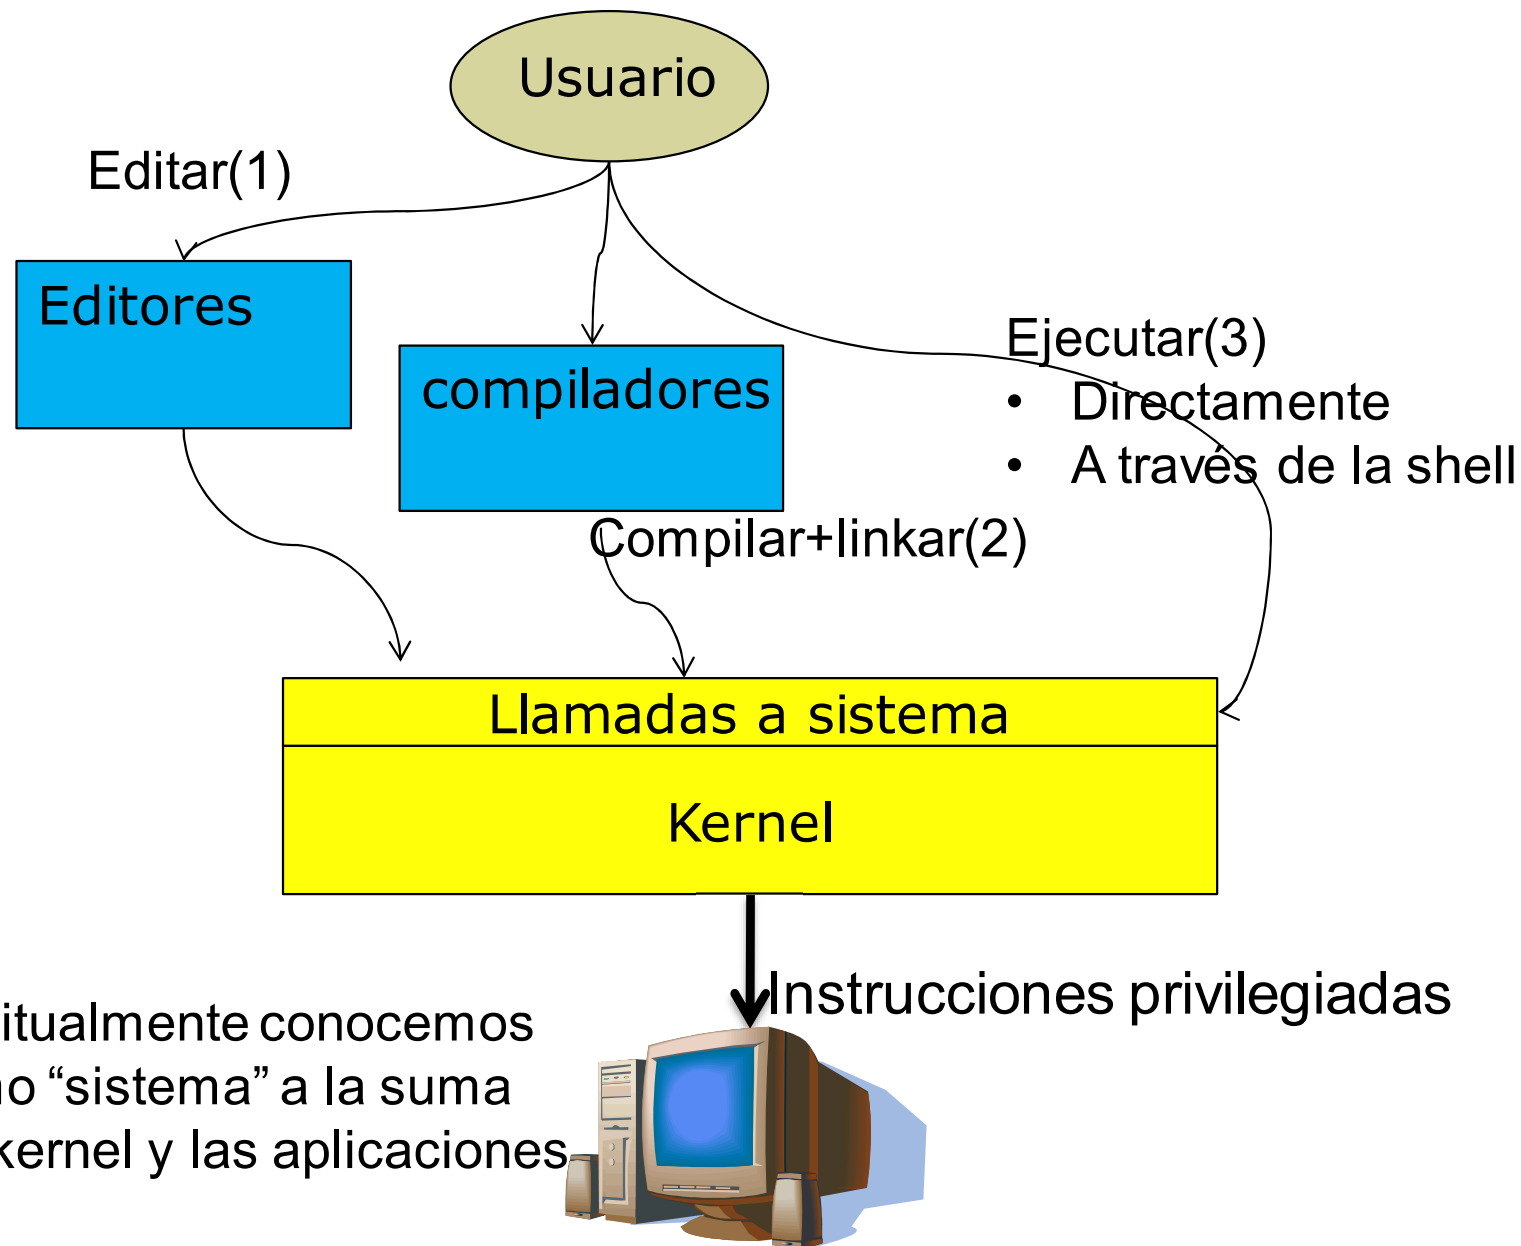 Usuario
Editar(1)
Editores
compiladores
Ejecutar(3)
• Directamente
• A través de la shell
Compilar+linkar(2)
Llamadas a sistema
Kernel
Instrucciones privilegiadas
itualmente conocemos
no “sistema” a la suma
kernel y las aplicaciones